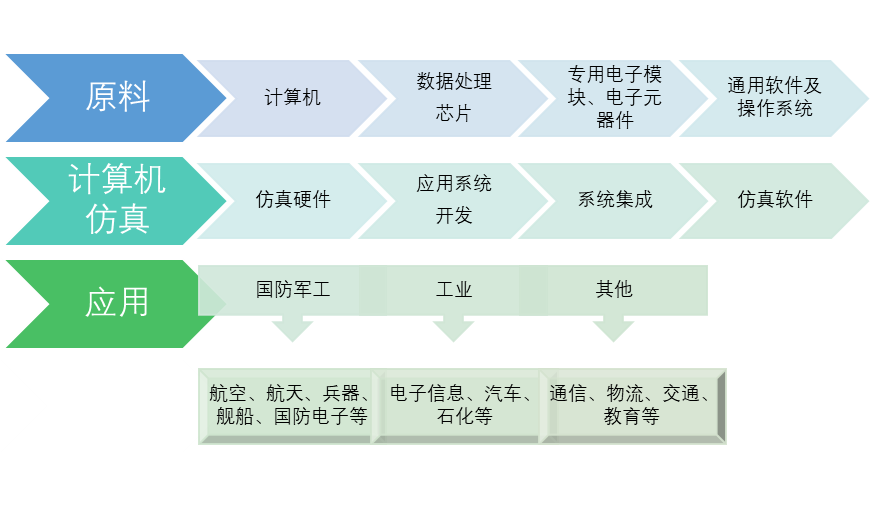 原料
计算机
数据处理
芯片
专用电子模
块、电子元
器件
通用软件及
操作系统
计算机
仿真
仿真硬件
应用系统
开发
系统集成
仿真软件
应用
国防军工
工业
其他
航空、航天、兵器、
舰船、国防电子等
电子信息、汽车、
石化等
通信、物流、交通、
教育等